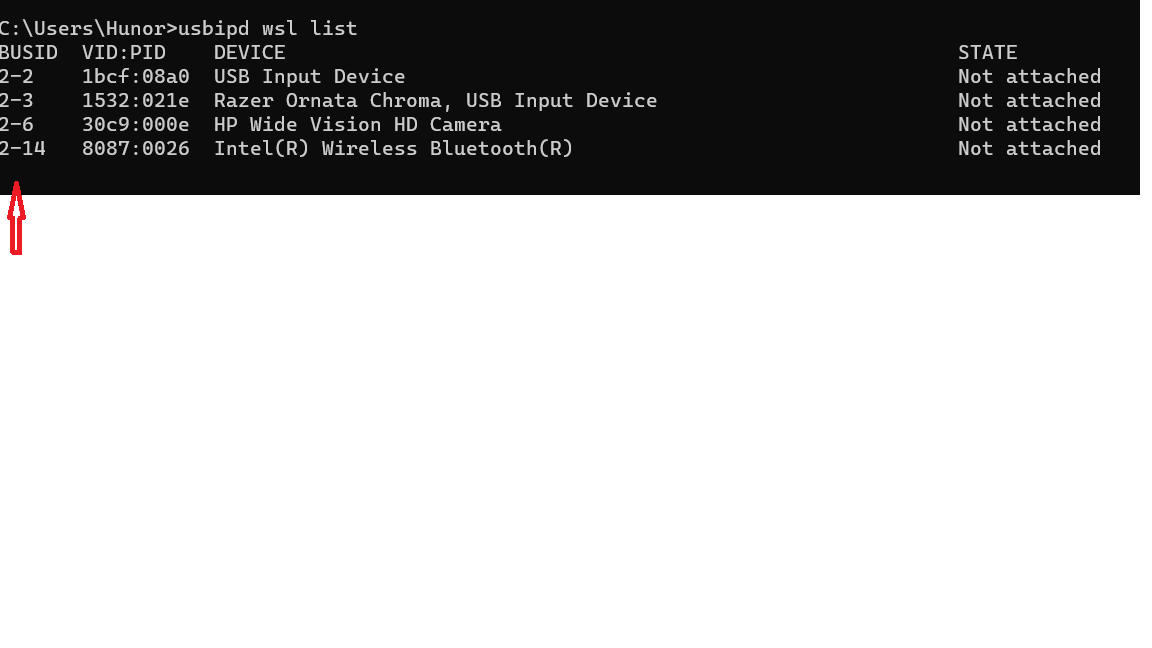 C:\Users\Hunor>usbipd wsl list
BUSID  VID:PID    DEVICE                                                        STATE
2-2    1bcf:08a0  USB Input Device                                              Not attached
2-3    1532:021e  Razer Ornata Chroma, USB Input Device                         Not attached
2-6    30c9:000e  HP Wide Vision HD Camera                                      Not attached
2-14   8087:0026  Intel(R) Wireless Bluetooth(R)                                Not attached